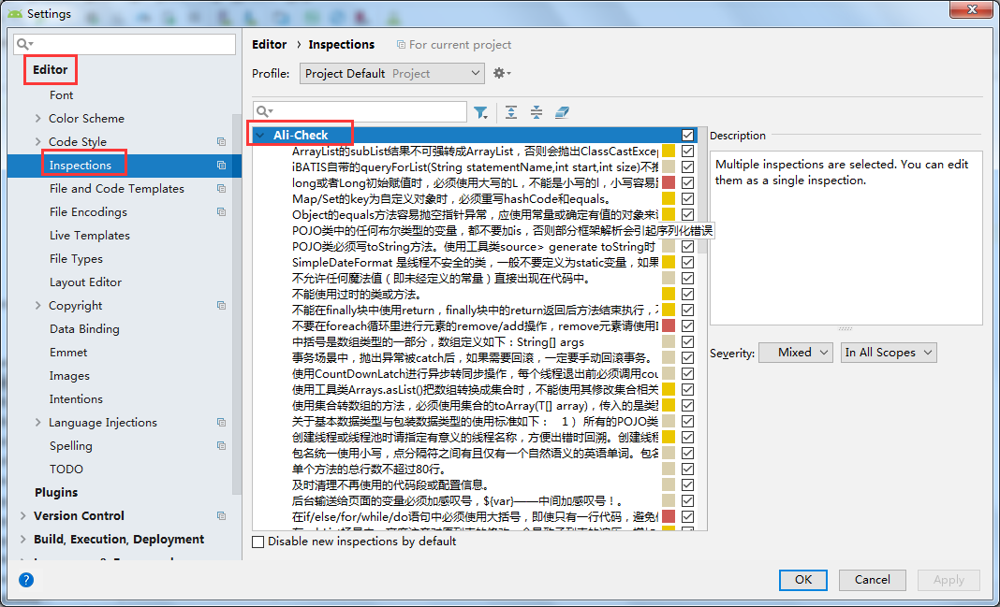 Settings
Editor
Font
Color Scheme
Code Style
Inspections
File and Code Templates
File Encodings
Live Templates
File Types
Layout Editor
Copyright
Data Binding
Emmet
Images
Intentions
Language Injections
Spelling
TODO
Plugins
Version Control
Build, Execution, Deployment
Editor › Inspections
For current project
Profile:
Project Default Project
Ali-Check
ArrayList的subList结果不可强转成ArrayList，否则会抛出ClassCastExcep
iBATIS自带的queryForList(String statementName,int start,int size)不推
long或者Long初始赋值时，必须使用大写的L，不能是小写的l，小写容易
Map/Set的key为自定义对象时，必须重写hashCode和equals。
Object的equals方法容易抛空指针异常，应使用常量或确定有值的对象来
POJO类中的任何布尔类型的变量，都不要加is，否则部分框架解析会引起序列化错误
POJO类必须写toString方法。使用工具类source> generate toString时
SimpleDateFormat 是线程不安全的类，一般不要定义为static变量，如果
不允许任何魔法值（即未经定义的常量）直接出现在代码中。
不能使用过时的类或方法。
不能在finally块中使用return，finally块中的return返回后方法结束执行，
不要在foreach循环里进行元素的remove/add操作，remove元素请使用I
中括号是数组类型的一部分，数组定义如下：String[] args
事务场景中，抛出异常被catch后，如果需要回滚，一定要手动回滚事务。
使用CountDownLatch进行异步转同步操作，每个线程退出前必须调用cou
使用工具类Arrays.asList()把数组转换成集合时，不能使用其修改集合相关
使用集合转数组的方法，必须使用集合的toArray(T[] array)，传入的是类
关于基本数据类型与包装数据类型的使用标准如下： 1） 所有的POJO类
创建线程或线程池时请指定有意义的线程名称，方便出错时回溯。创建线程
包名统一使用小写，点分隔符之间有且仅有一个自然语义的英语单词。包名
单个方法的总行数不超过80行。
及时清理不再使用的代码段或配置信息。
后台输送给页面的变量必须加感叹号，${var}——中间加感叹号！。
在if/else/for/while/do语句中必须使用大括号，即使只有一行代码，避免
Disable new inspections by default
Description
Multiple inspections are selected. You can edit
them as a single inspection.
Severity:
Mixed
In All Scopes
?
OK
Cancel
Apply